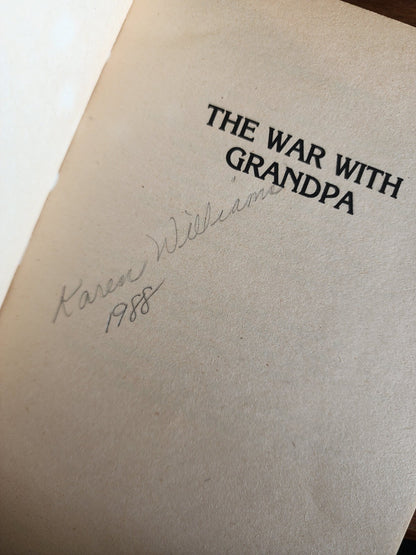 THE WAR WITH
GRANDPA
Karen Williams
1988